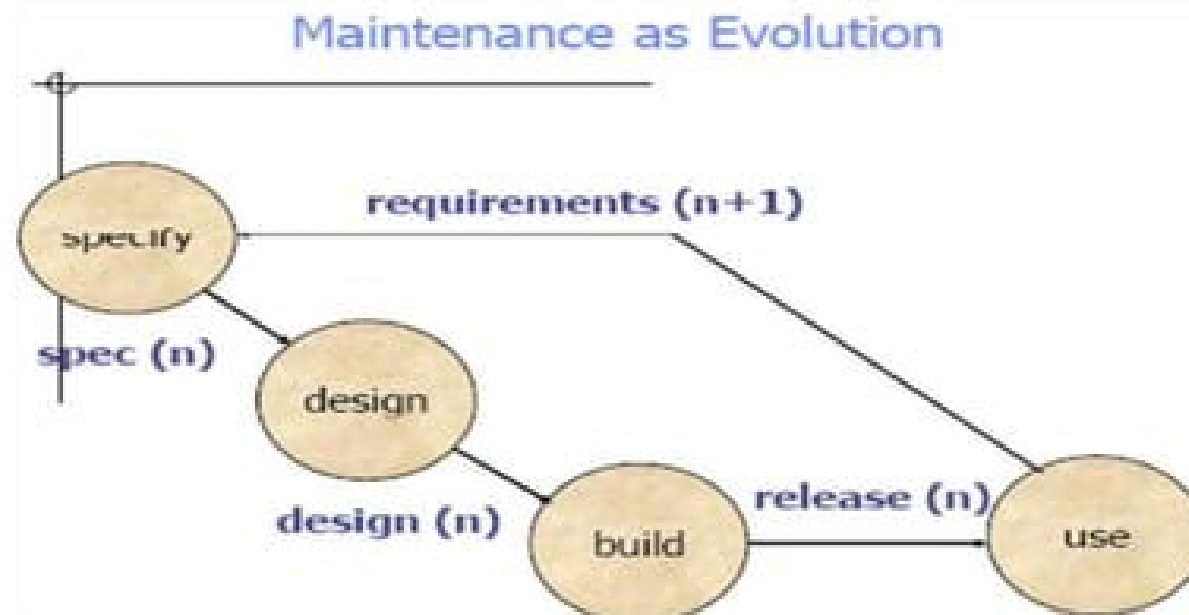 Maintenance as Evolution
requirements (n+1)
specify
spec (n)
design
design (n)
release (n)
build
use